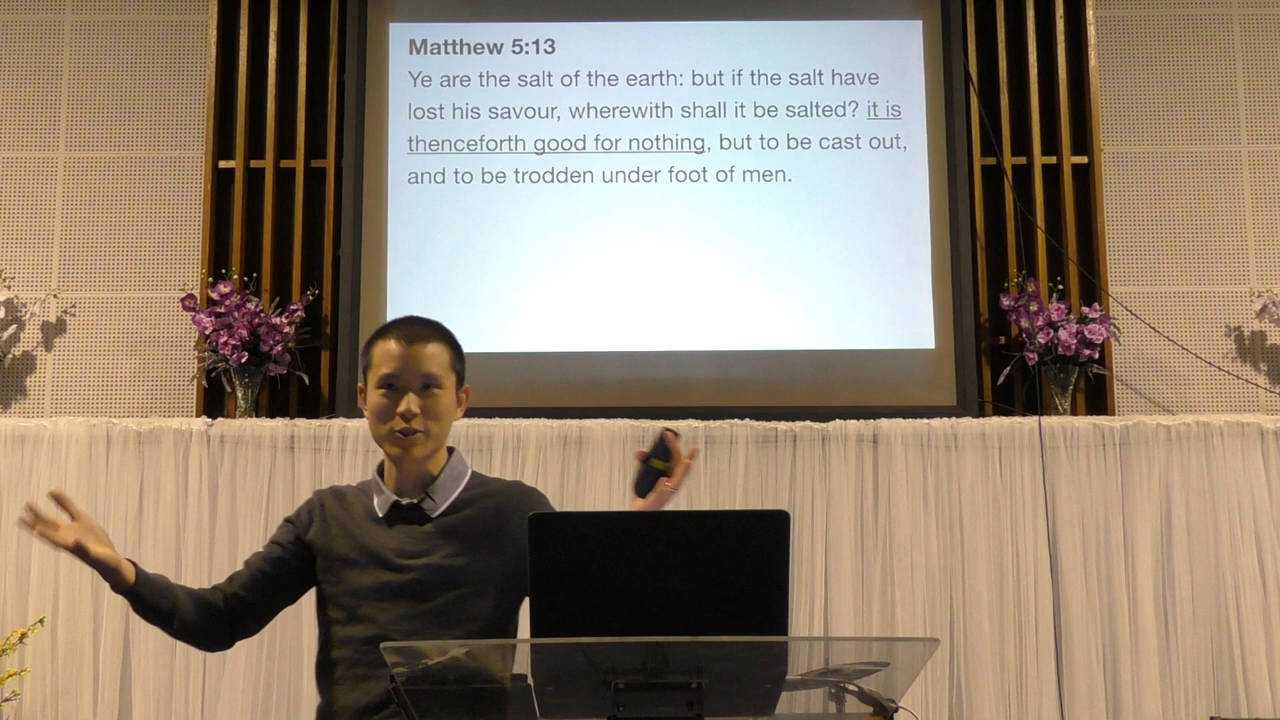 Matthew 5:13
Ye are the salt of the earth: but if the salt have
lost his savour, wherewith shall it be salted? it is
thenceforth good for nothing, but to be cast out,
and to be trodden under foot of men.